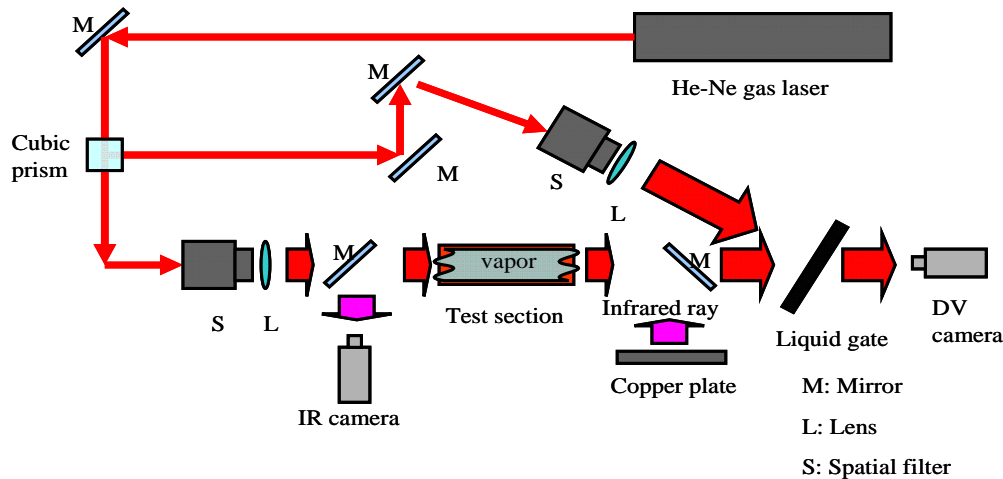 M
He-Ne gas laser
M
Cubic
prism
M
S
L
M
vapor
M
S
L
Test section
Infrared ray
IR camera
Copper plate
Liquid gate
DV
camera
M: Mirror
L: Lens
S: Spatial filter